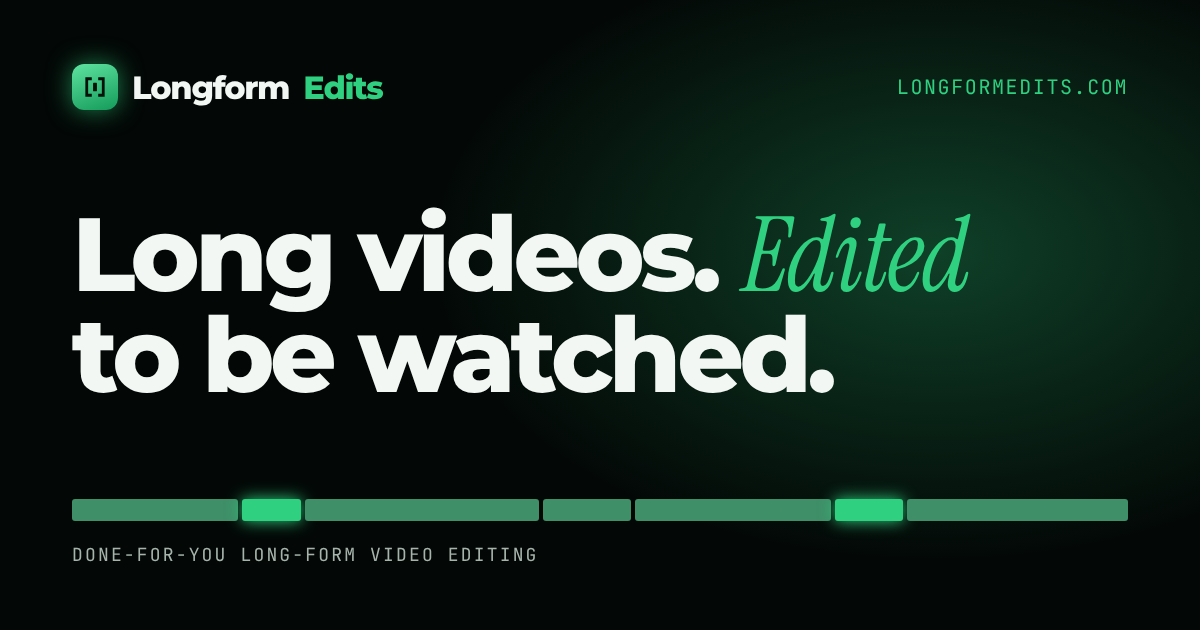 Longform Edits
LONGFORMEDITS.COM
Long videos. Edited
to be watched.
DONE-FOR-YOU LONG-FORM VIDEO EDITING